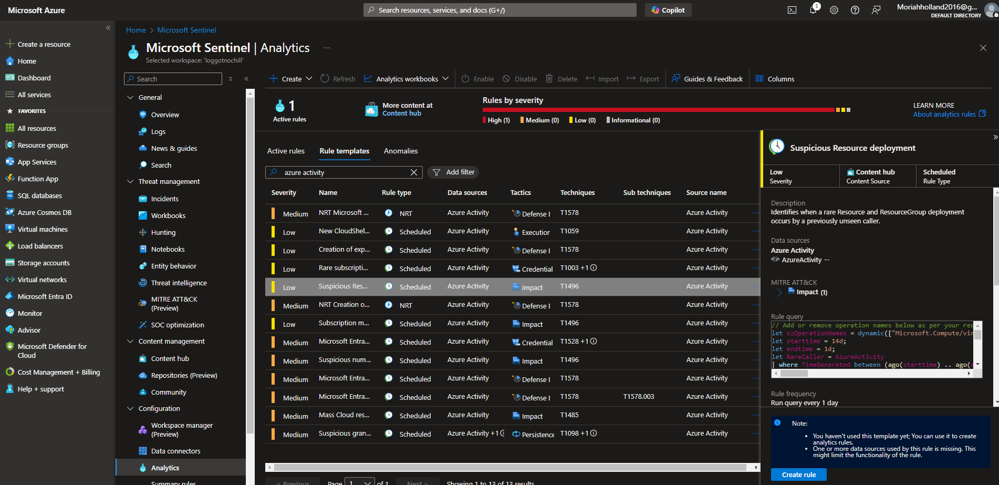 Microsoft Azure
Search resources, services, and docs (G+/)
Copilot
5
Moriahholland2016@g...
DEFAULT DIRECTORY
Create a resource
Home
Dashboard
All services
FAVORITES
All resources
Resource groups
App Services
Function App
SQL databases
Azure Cosmos DB
Virtual machines
Load balancers
Storage accounts
Virtual networks
Microsoft Entra ID
Monitor
Advisor
Microsoft Defender for
Cloud
Cost Management + Billing
Help + support
Home > Microsoft Sentinel
Microsoft Sentinel | Analytics ...
Selected workspace: 'loggotnochill'
Search
General
Overview
Logs
News & guides
Search
Threat management
Incidents
Workbooks
Hunting
Notebooks
Entity behavior
Threat intelligence
MITRE ATT&CK
(Preview)
SOC optimization
Content management
Content hub
Repositories (Preview)
Community
Configuration
Workspace manager
(Preview)
Data connectors
Analytics
Summary rules
Create Refresh Analytics workbooks Enable Disable Delete Import Export Guides & Feedback Columns
1
Active rules
More content at
Content hub
Rules by severity
High (1) Medium (0) Low (0) Informational (0)
LEARN MORE
About analytics rules
Active rules Rule templates Anomalies
azure activity
Add filter
Severity Name Rule type Data sources Tactics Techniques Sub techniques Source name
Medium NRT Microsoft ... NRT Azure Activity Defense E T1578 Azure Activity ...
Low New CloudShel... Scheduled Azure Activity Execution T1059 Azure Activity ...
Low Creation of exp... Scheduled Azure Activity Defense E T1578 Azure Activity ...
Low Rare subscripti... Scheduled Azure Activity Credential T1003 +1 Azure Activity ...
Low Suspicious Res... Scheduled Azure Activity Impact T1496 Azure Activity ...
Medium NRT Creation o... NRT Azure Activity Defense E T1578 Azure Activity ...
Low Subscription m... Scheduled Azure Activity Impact T1496 Azure Activity ...
Medium Microsoft Entra... Scheduled Azure Activity Credential T1528 +1 Azure Activity ...
Medium Suspicious num... Scheduled Azure Activity Impact T1496 Azure Activity ...
Medium Microsoft Entra... Scheduled Azure Activity Defense E T1578 Azure Activity ...
Medium Microsoft Entra... Scheduled Azure Activity Defense E T1578 T1578.003 Azure Activity ...
Medium Mass Cloud res... Scheduled Azure Activity Impact T1485 Azure Activity ...
Medium Suspicious gran... Scheduled Azure Activity +1 Persistence T1098 +1 Azure Activity ...
< Previous Page 1 of 1 Next > Showing 1 to 13 of 13 results.
Suspicious Resource deployment
Low
Severity
Content hub
Content Source
Scheduled
Rule Type
Description
Identifies when a rare Resource and ResourceGroup deployment
occurs by a previously unseen caller.
Data sources
Azure Activity
AzureActivity --
MITRE ATT&CK
Impact (1)
Rule query
// Add or remove operation names below as per your rec
let szOperationNames = dynamic(["Microsoft.Compute/vir
let starttime = 14d;
let endtime = 1d;
let RareCaller = AzureActivity
| where TimeGenerated between (ago(starttime) .. ago(e
Rule frequency
Run query every 1 day
Note:
• You haven't used this template yet; You can use it to create
analytics rules.
• One or more data sources used by this rule is missing. This
might limit the functionality of the rule.
Create rule